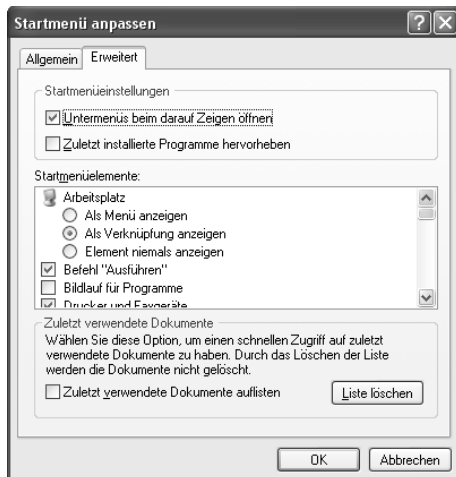 Startmenü anpassen
Allgemein
Erweitert
Startmenüeinstellungen
Untermenüs beim darauf Zeigen öffnen
Zuletzt installierte Programme hervorheben
Startmenüelemente:
Arbeitsplatz
Als Menü anzeigen
Als Verknüpfung anzeigen
Element niemals anzeigen
Befehl "Ausführen"
Bildlauf für Programme
Drucker und Faxgeräte
Zuletzt verwendete Dokumente
Wählen Sie diese Option, um einen schnellen Zugriff auf zuletzt
verwendete Dokumente zu haben. Durch das Löschen der Liste
werden die Dokumente nicht gelöscht.
Zuletzt verwendete Dokumente auflisten
Liste löschen
OK
Abbrechen